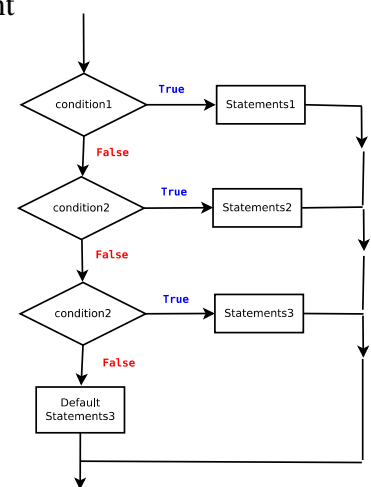 nt
condition1
True
Statements1
False
condition2
True
Statements2
False
condition2
True
Statements3
False
Default
Statements3